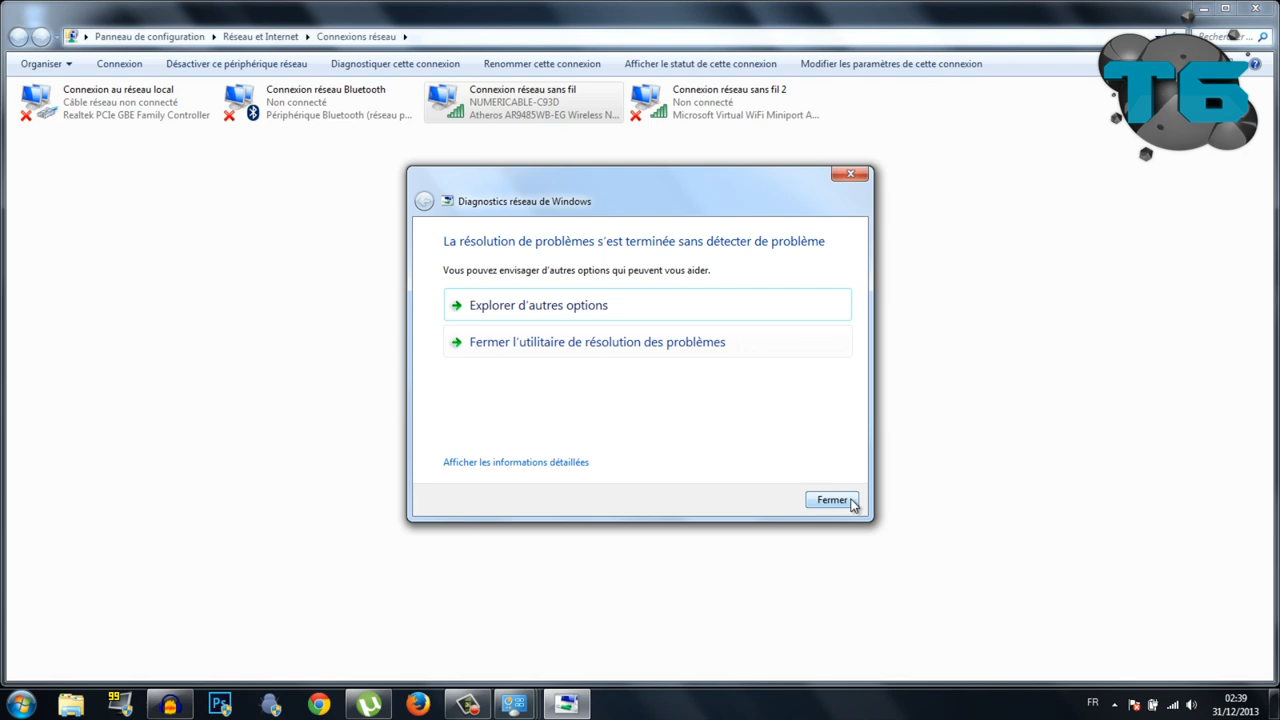 Panneau de configuration Réseau et Internet Connexions réseau
Rechercher ...
Organiser Connexion Désactiver ce périphérique réseau Diagnostiquer cette connexion Renommer cette connexion Afficher le statut de cette connexion Modifier les paramètres de cette connexion
T6
Connexion au réseau local
Câble réseau non connecté
Realtek PCIe GBE Family Controller
Connexion réseau Bluetooth
Non connecté
Périphérique Bluetooth (réseau p...
Connexion réseau sans fil
NUMERICABLE-C93D
Atheros AR9485WB-EG Wireless N...
Connexion réseau sans fil 2
Non connecté
Microsoft Virtual WiFi Miniport A...
Diagnostics réseau de Windows
La résolution de problèmes s'est terminée sans détecter de problème
Vous pouvez envisager d'autres options qui peuvent vous aider.
Explorer d'autres options
Fermer l'utilitaire de résolution des problèmes
Afficher les informations détaillées
Fermer
99
Ps
FR
02:39
31/12/2013